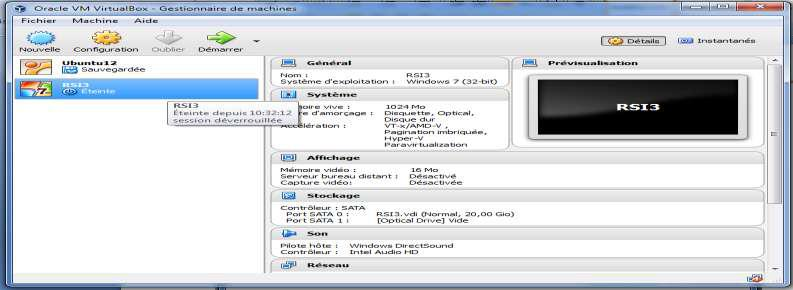 Oracle VM VirtualBox - Gestionnaire de machines
Fichier Machine Aide
Nouvelle Configuration Oublier Démarrer
Détails Instantanés
Ubuntu12
Sauvegardée
RSI3
Éteinte
RSI3
Éteinte depuis 10:32:12
session déverrouillée
Général
Nom : RSI3
Système d'exploitation : Windows 7 (32-bit)
Système
moire vive : 1024 Mo
re d'amorçage : Disquette, Optical,
Disque dur
Accélération : VT-x/AMD-V ,
Pagination imbriquée,
Hyper-V
Paravirtualization
Prévisualisation
RSI3
Affichage
Mémoire vidéo : 16 Mo
Serveur bureau distant : Désactivé
Capture vidéo: Désactivée
Stockage
Contrôleur : SATA
Port SATA 0 : RSI3.vdi (Normal, 20,00 Gio)
Port SATA 1 : [Optical Drive] Vide
Son
Pilote hôte : Windows DirectSound
Contrôleur : Intel Audio HD
Réseau